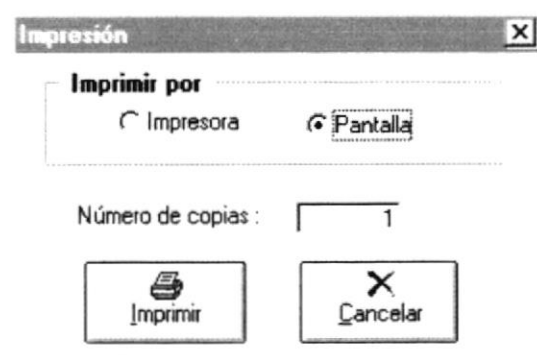 Impresión
Imprimir por
Impresora Pantalla
Número de copias : 1
Imprimir Cancelar